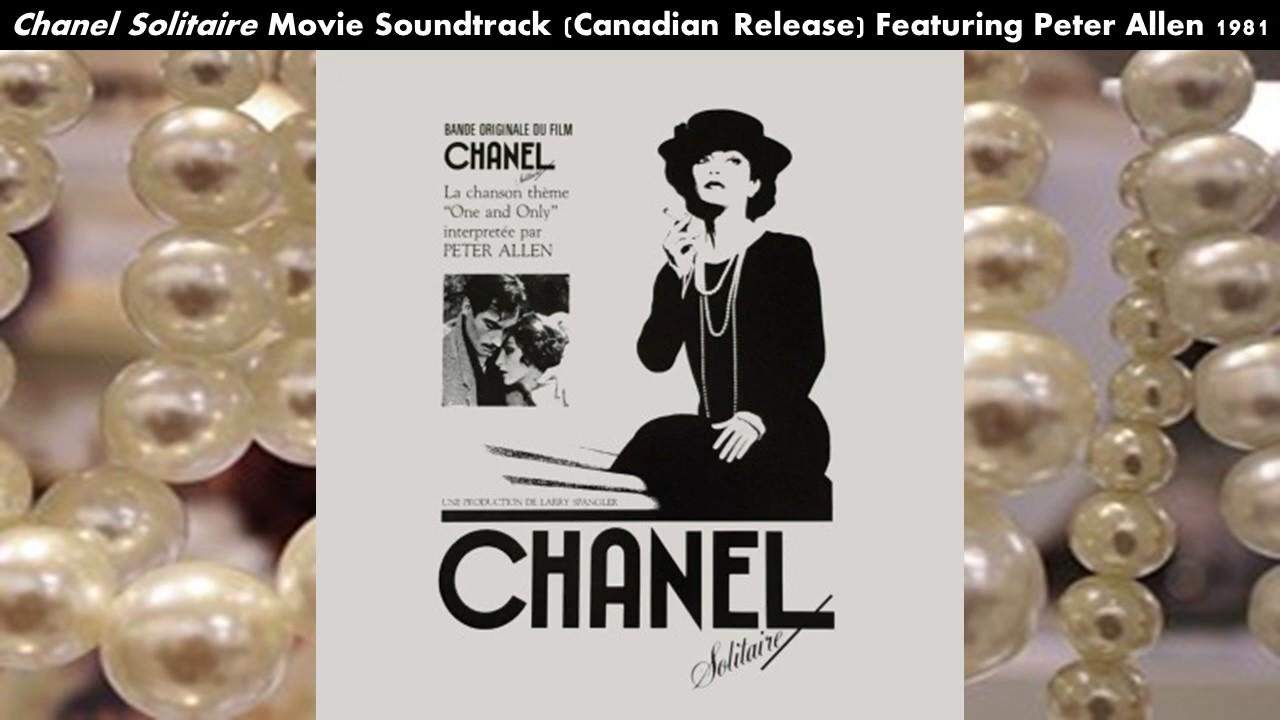 Chanel Solitaire Movie Soundtrack (Canadian Release) Featuring Peter Allen 1981
BANDE ORIGINALE DU FILM
CHANEL
Solitaire
La chanson thème
"One and Only"
interpretée par
PETER ALLEN
UNE PRODUCTION DE LARRY SPANGLER
CHANEL
Solitaire